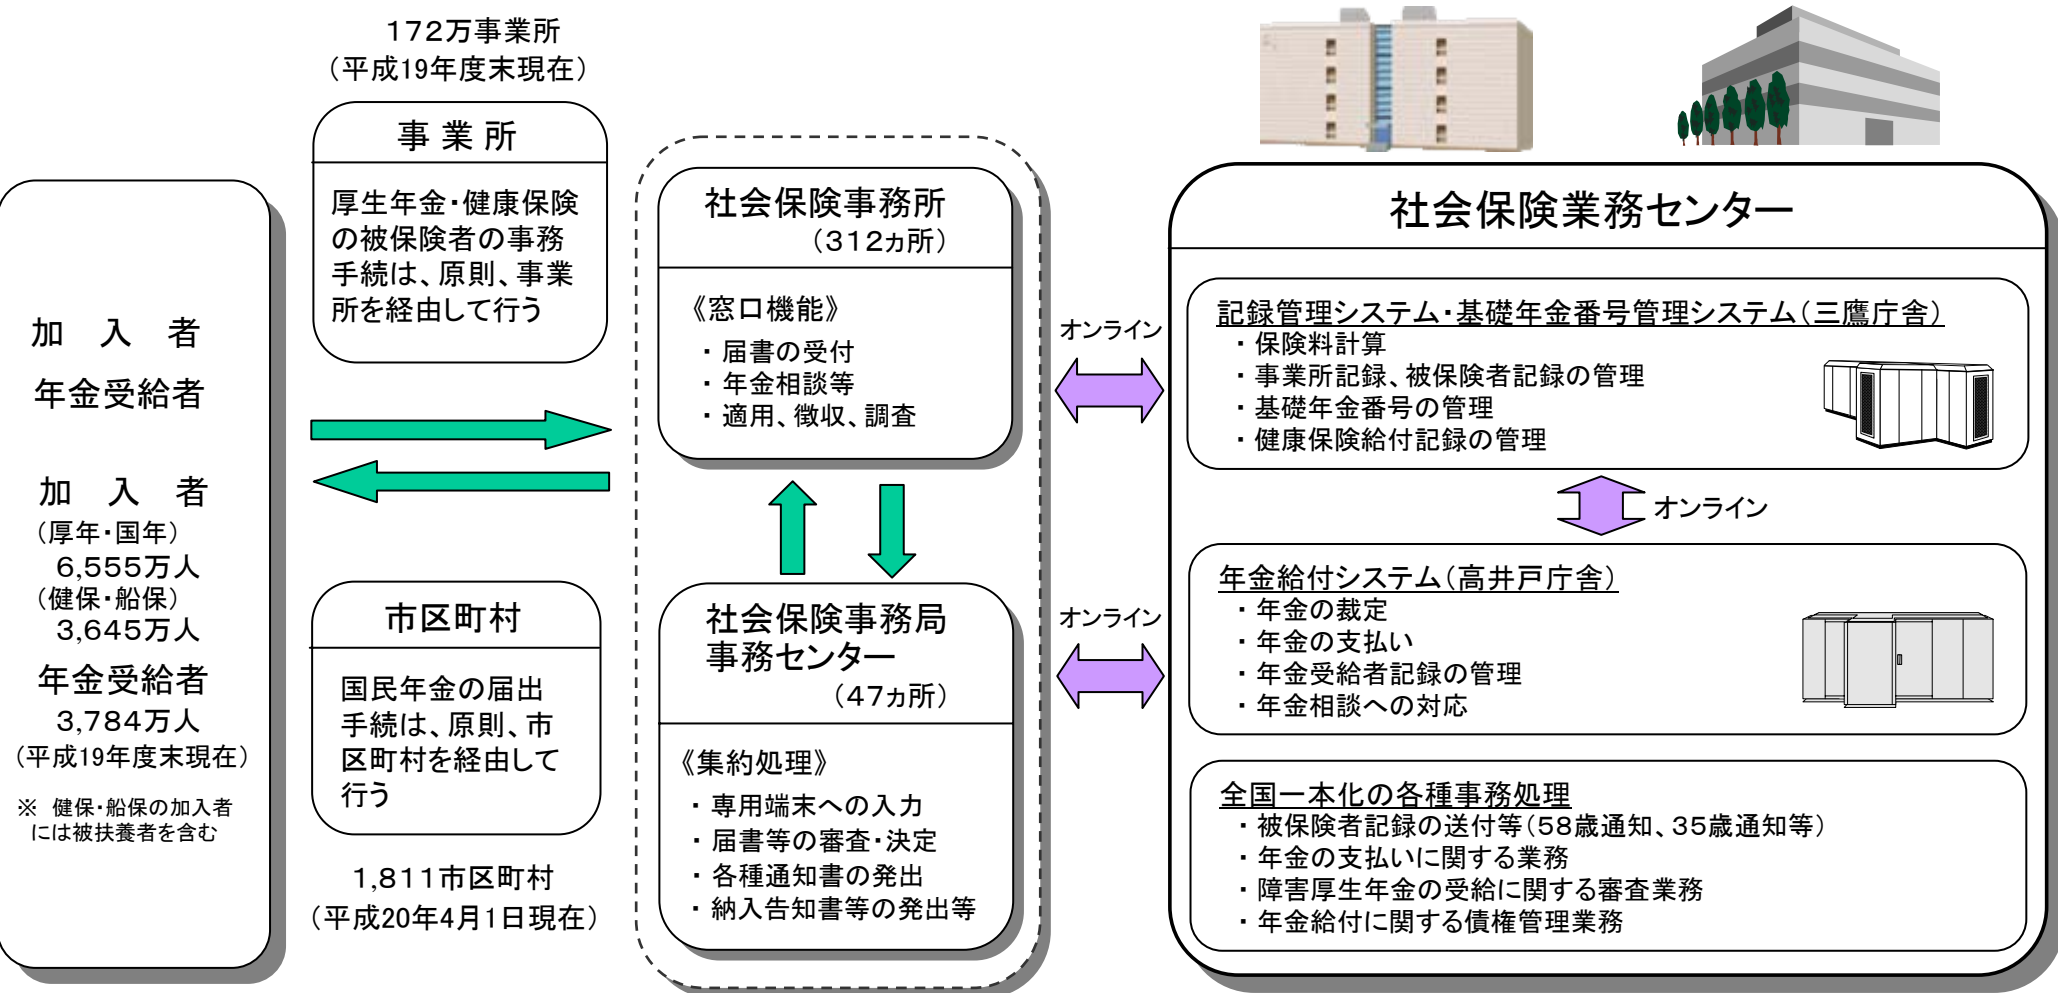 172万事業所
（平成19年度末現在）
事 業 所
厚生年金・健康保険
の被保険者の事務
手続は、原則、事業
所を経由して行う
加　入　者
年金受給者
加　入　者
（厚年・国年）
6,555万人
（健保・船保）
3,645万人
年金受給者
3,784万人
（平成19年度末現在）
※ 健保・船保の加入者
には被扶養者を含む
市区町村
国民年金の届出
手続は、原則、市
区町村を経由して
行う
1,811市区町村
（平成20年4月1日現在）
社会保険事務所
（312ヵ所）
《窓口機能》
・届書の受付
・年金相談等
・適用、徴収、調査
社会保険事務局
事務センター
（47ヵ所）
《集約処理》
・専用端末への入力
・届書等の審査・決定
・各種通知書の発出
・納入告知書等の発出等
オンライン
オンライン
社会保険業務センター
記録管理システム・基礎年金番号管理システム（三鷹庁舎）
・保険料計算
・事業所記録、被保険者記録の管理
・基礎年金番号の管理
・健康保険給付記録の管理
オンライン
年金給付システム（高井戸庁舎）
・年金の裁定
・年金の支払い
・年金受給者記録の管理
・年金相談への対応
全国一本化の各種事務処理
・被保険者記録の送付等（58歳通知、35歳通知等）
・年金の支払いに関する業務
・障害厚生年金の受給に関する審査業務
・年金給付に関する債権管理業務